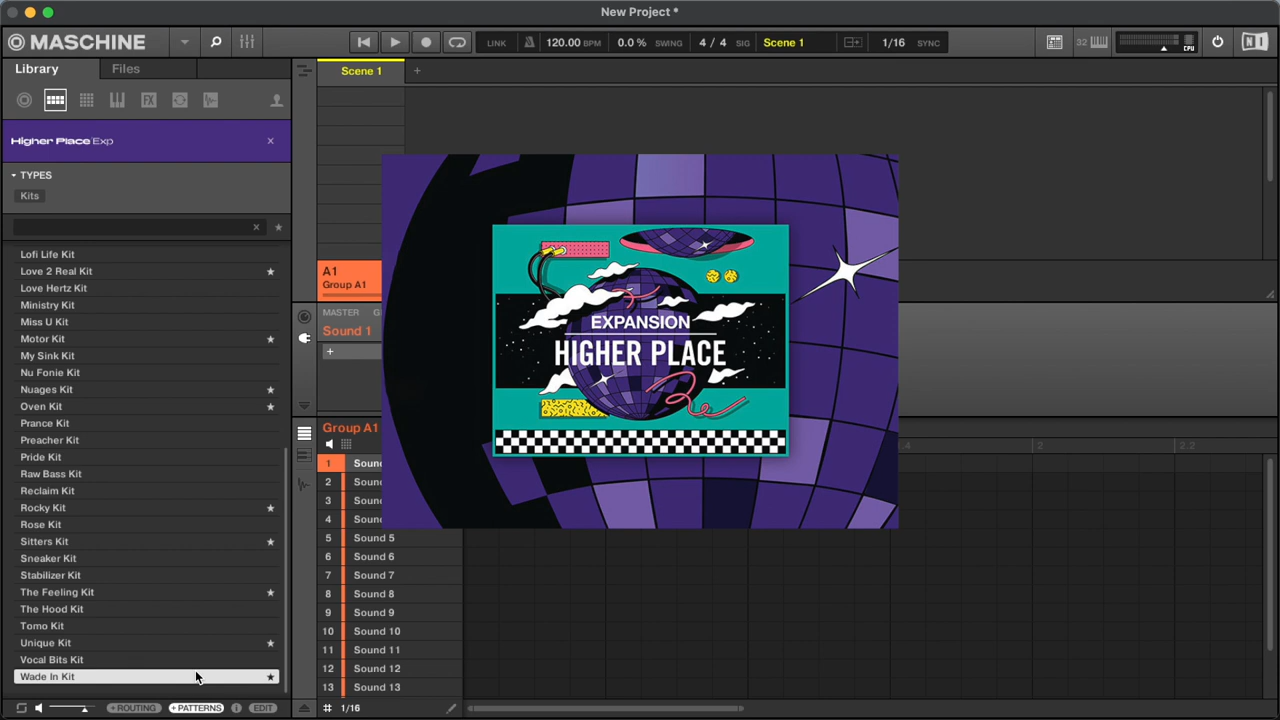 New Project *
MASCHINE
LINK
120.00 BPM
0.0 % SWING
4 / 4 SIG
Scene 1
1/16 SYNC
32
CPU
Library
Files
Scene 1
+
Higher Place Exp
×
TYPES
Kits
Lofi Life Kit
Love 2 Real Kit
Love Hertz Kit
Ministry Kit
Miss U Kit
Motor Kit
My Sink Kit
Nu Fonie Kit
Nuages Kit
Oven Kit
Prance Kit
Preacher Kit
Pride Kit
Raw Bass Kit
Reclaim Kit
Rocky Kit
Rose Kit
Sitters Kit
Sneaker Kit
Stabilizer Kit
The Feeling Kit
The Hood Kit
Tomo Kit
Unique Kit
Vocal Bits Kit
Wade In Kit
+ROUTING
+PATTERNS
EDIT
A1
Group A1
MASTER
Sound 1
+
EXPANSION
HIGHER PLACE
Group A1
.4
2
2.2
1
2
3
4
5 Sound 5
6 Sound 6
7 Sound 7
8 Sound 8
9 Sound 9
10 Sound 10
11 Sound 11
12 Sound 12
13 Sound 13
# 1/16